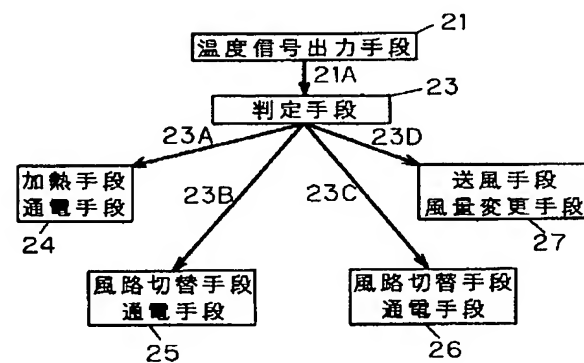 21
温度信号出力手段
21A
23
判定手段
23A
23D
23B
23C
加熱手段
通電手段
24
送風手段
風量変更手段
27
風路切替手段
通電手段
25
風路切替手段
通電手段
26